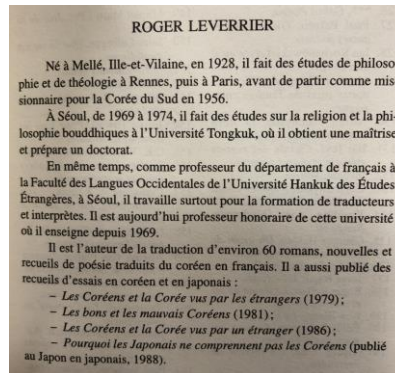 ROGER LEVERRIER
Né à Mellé, Ille-et-Vilaine, en 1928, il fait des études de philoso
phie et de théologie à Rennes, puis à Paris, avant de partir comme mis
sionnaire pour la Corée du Sud en 1956.
À Séoul, de 1969 à 1974, il fait des études sur la religion et la phi-
losophie bouddhiques à l'Université Tongkuk, où il obtient une maîtrise
et prépare un doctorat.
En même temps, comme professeur du département de français à
la Faculté des Langues Occidentales de l'Université Hankuk des Études
Étrangères, à Séoul, il travaille surtout pour la formation de traducteurs
et interprètes. Il est aujourd'hui professeur honoraire de cette université
où il enseigne depuis 1969.
Il est l'auteur de la traduction d'environ 60 romans, nouvelles et
recueils de poésie traduits du coréen en français. Il a aussi publié des
recueils d'essais en coréen et en japonais :
– Les Coréens et la Corée vus par les étrangers (1979);
– Les bons et les mauvais Coréens (1981);
– Les Coréens et la Corée vus par un étranger (1986);
– Pourquoi les Japonais ne comprennent pas les Coréens (publié
au Japon en japonais, 1988).